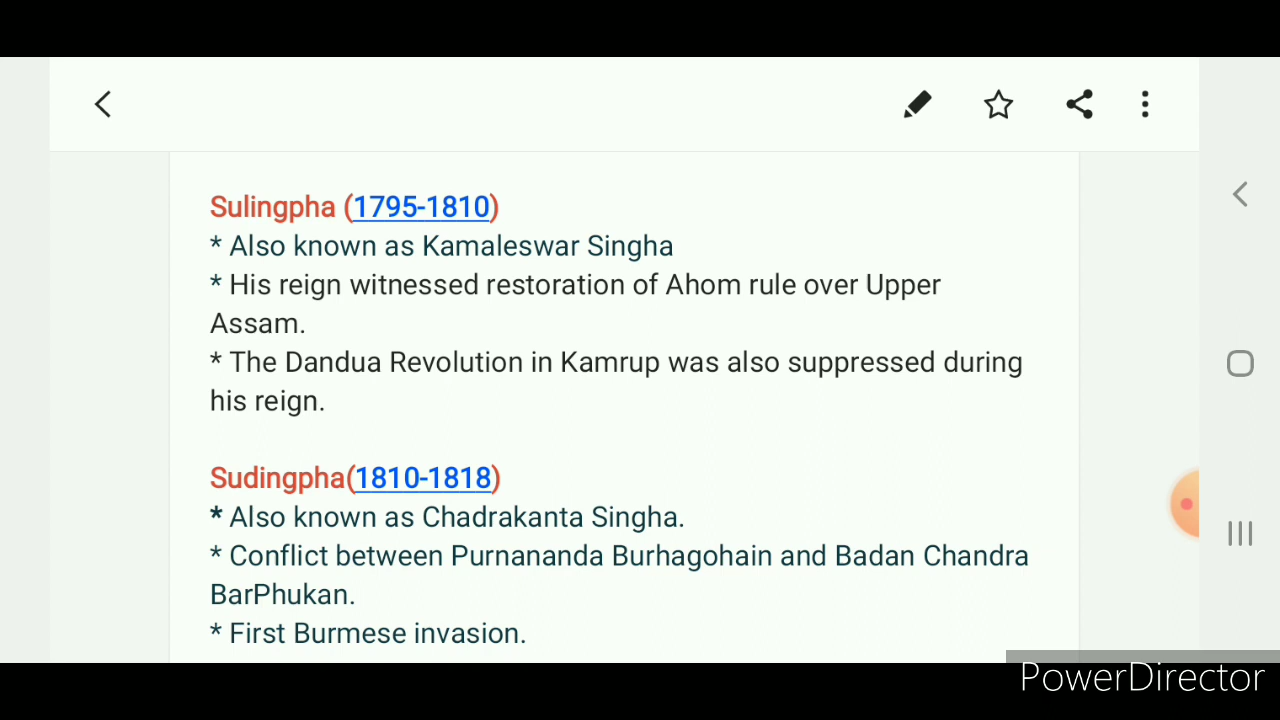 Sulingpha (1795-1810)
* Also known as Kamaleswar Singha
* His reign witnessed restoration of Ahom rule over Upper
Assam.
* The Dandua Revolution in Kamrup was also suppressed during
his reign.
Sudingpha(1810-1818)
* Also known as Chadrakanta Singha.
* Conflict between Purnananda Burhagohain and Badan Chandra
BarPhukan.
* First Burmese invasion.
PowerDirector